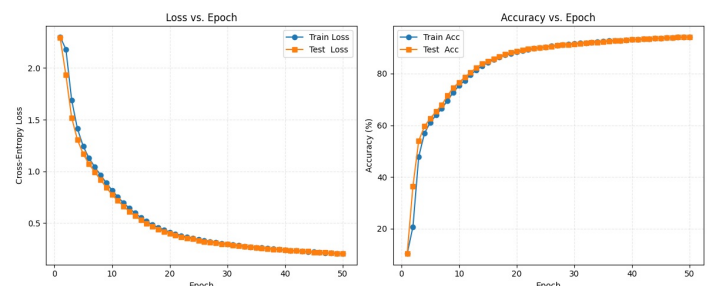 Loss vs. Epoch
Train Loss
Test Loss
2.0
1.5
1.0
0.5
Cross-Entropy Loss
0 10 20 30 40 50
Epoch
Accuracy vs. Epoch
Train Acc
Test Acc
80
60
40
20
Accuracy (%)
0 10 20 30 40 50
Epoch